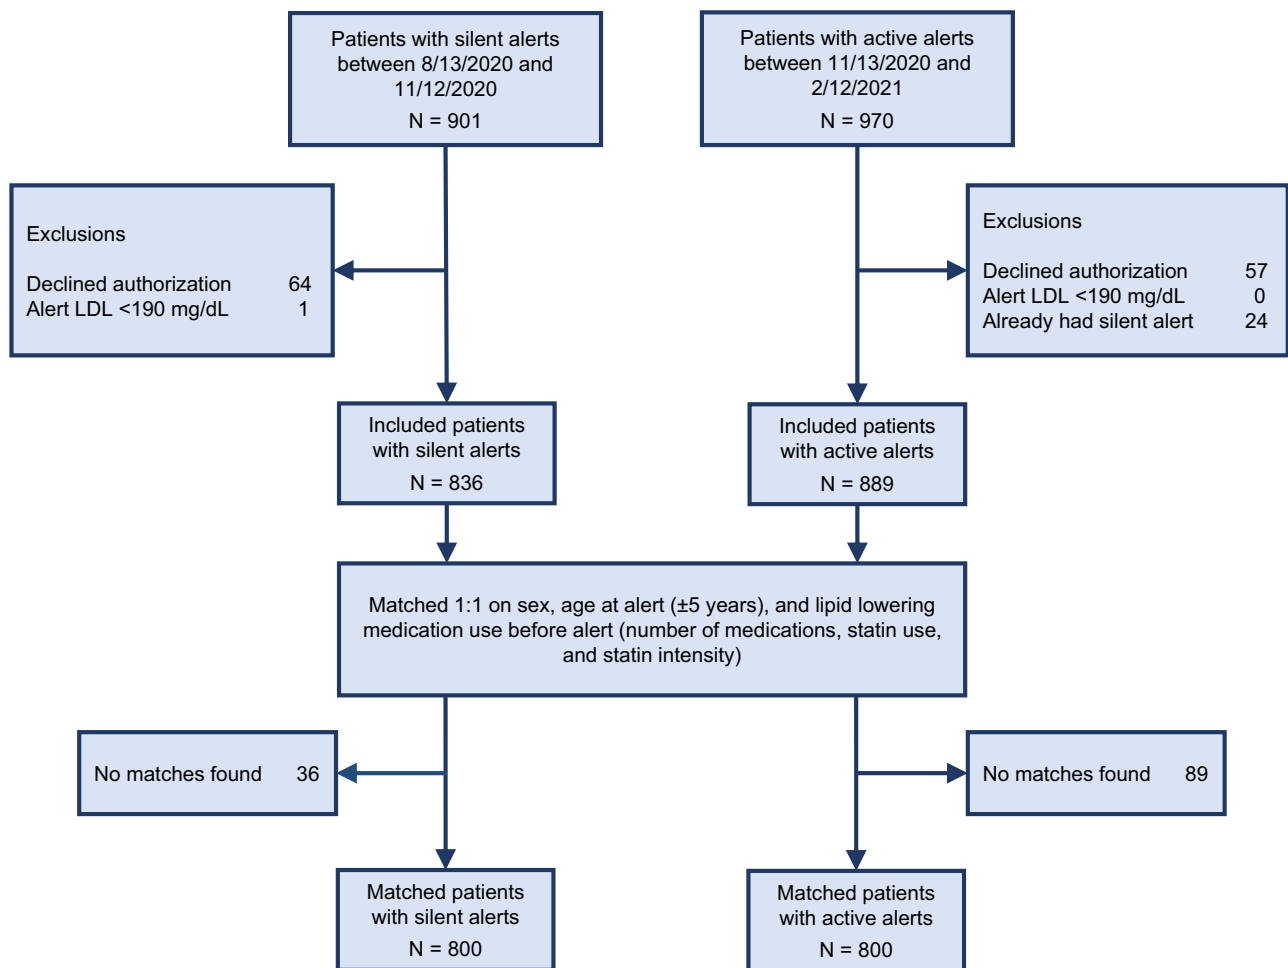 Patients with silent alerts
between 8/13/2020 and
11/12/2020
N = 901
Patients with active alerts
between 11/13/2020 and
2/12/2021
N = 970
Exclusions
Declined authorization 64
Alert LDL <190 mg/dL 1
Exclusions
Declined authorization 57
Alert LDL <190 mg/dL 0
Already had silent alert 24
Included patients
with silent alerts
N = 836
Included patients
with active alerts
N = 889
Matched 1:1 on sex, age at alert (±5 years), and lipid lowering
medication use before alert (number of medications, statin use,
and statin intensity)
No matches found 36
No matches found 89
Matched patients
with silent alerts
N = 800
Matched patients
with active alerts
N = 800